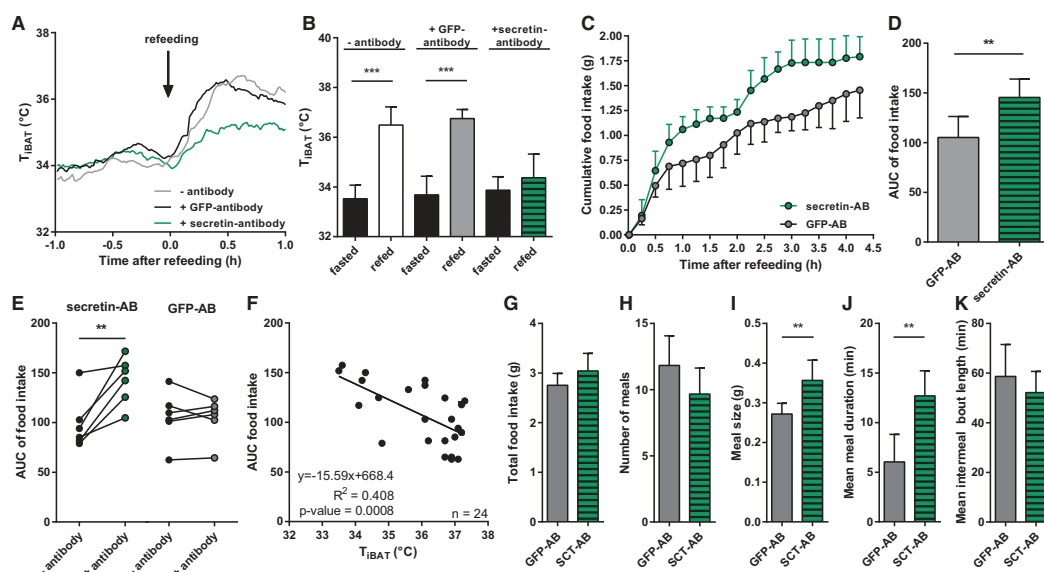 A
refeeding
38
36
34
32
T_iBAT (°C)
- antibody
+ GFP-antibody
+ secretin-antibody
-1.0
-0.5
0.0
0.5
1.0
Time after refeeding (h)
B
- antibody
+ GFP-
antibody
+secretin-
antibody
***
***
40
38
36
34
32
T_iBAT (°C)
fasted
refed
fasted
refed
fasted
refed
C
2.00
1.75
1.50
1.25
1.00
0.75
0.50
0.25
0.00
Cumulative food intake (g)
secretin-AB
GFP-AB
0.0
0.5
1.0
1.5
2.0
2.5
3.0
3.5
4.0
4.5
Time after refeeding (h)
D
**
200
150
100
50
0
AUC of food intake
GFP-AB
secretin-AB
E
secretin-AB
GFP-AB
**
200
150
100
50
0
AUC of food intake
antibody
+ antibody
antibody
+ antibody
F
200
150
100
50
0
AUC of food intake
y=-15.59x+668.4
R² = 0.408
p-value = 0.0008
n = 24
32
33
34
35
36
37
38
T_iBAT (°C)
G
4
3
2
1
0
Total food intake (g)
GFP-AB
SCT-AB
H
15
10
5
0
Number of meals
GFP-AB
SCT-AB
I
**
0.5
0.4
0.3
0.2
0.1
0.0
Meal size (g)
GFP-AB
SCT-AB
J
**
20
15
10
5
0
Mean meal duration (min)
GFP-AB
SCT-AB
K
80
60
40
20
0
Mean intermeal bout length (min)
GFP-AB
SCT-AB